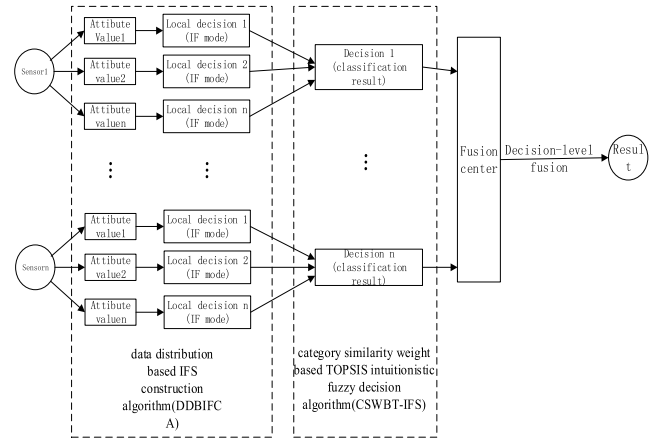 Sensor1
Attibute
Value1
Local decision 1
(IF mode)
Attibute
value2
Local decision 2
(IF mode)
Attibute
valuen
Local decision n
(IF mode)
Decision 1
(classification
result)
Fusion
center
Decision-level
fusion
Resul
t
Sensorn
Attibute
value1
Local decision 1
(IF mode)
Attibute
value2
Local decision 2
(IF mode)
Attibute
valuen
Local decision n
(IF mode)
Decision n
(classification
result)
data distribution
based IFS
construction
algorithm(DDBIFC
A)
category similarity weight
based TOPSIS intuitionistic
fuzzy decision
algorithm(CSWBT-IFS)